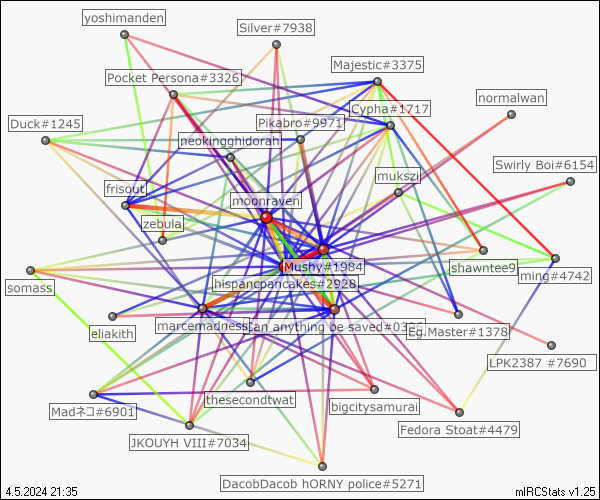 yoshimanden
Silver#7938
Majestic#3375
Pocket Persona#3326
normalwan
Cypha#1717
Duck#1245
Pikabro#9971
neokingghidorah
Swirly Boi#6154
mukszi
frisout
moonraven
zebula
Mushy#1984
shawntee9
ming#4742
somass
hispancpancakes#2928
marcemadness
can anything be saved
eliakith
Eg.Master#1378
LPK2387 #7690
thesecondtwat
bigcitysamurai
Madネコ#6901
Fedora Stoat#4479
JKOUYH VIII#7034
DacobDacob hORNY police#5271
4.5.2024 21:35
mIRCStats v1.25